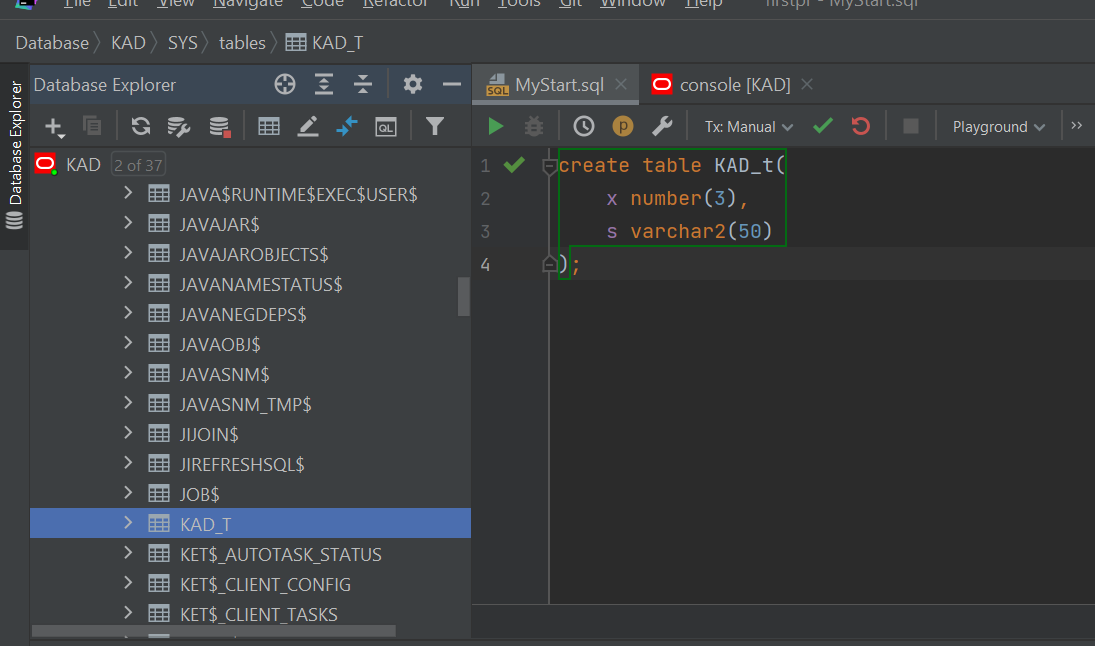 File Edit View Navigate Code Refactor Run Tools Git Window Help firstpr - MyStart.sql
Database KAD SYS tables KAD_T
Database Explorer
Database Explorer
MyStart.sql
console [KAD]
QL
p
Tx: Manual
Playground
KAD 2 of 37
JAVA$RUNTIME$EXEC$USER$
JAVAJAR$
JAVAJAROBJECTS$
JAVANAMESTATUS$
JAVANEGDEPS$
JAVAOBJ$
JAVASNM$
JAVASNM_TMP$
JIJOIN$
JIREFRESHSQL$
JOB$
KAD_T
KET$_AUTOTASK_STATUS
KET$_CLIENT_CONFIG
KET$_CLIENT_TASKS
1 create table KAD_t(
2 x number(3),
3 s varchar2(50)
4 );